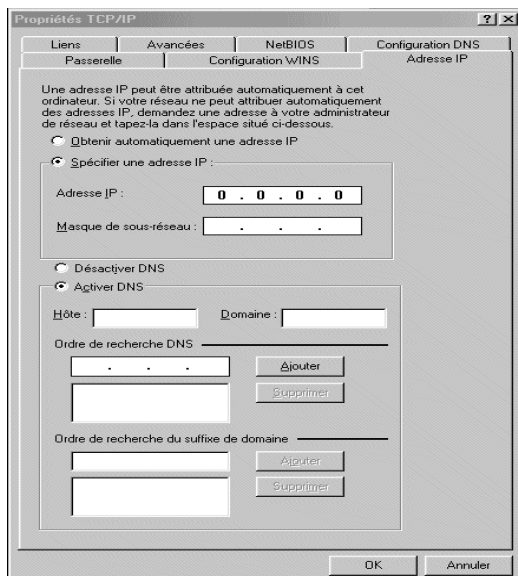 Propriétés TCP/IP
Liens Avancées NetBIOS Configuration DNS
Passerelle Configuration WINS Adresse IP
Une adresse IP peut être attribuée automatiquement à cet
ordinateur. Si votre réseau ne peut attribuer automatiquement
des adresses IP, demandez une adresse à votre administrateur
de réseau et tapez-la dans l'espace situé ci-dessous.
Obtenir automatiquement une adresse IP
Spécifier une adresse IP :
Adresse IP : 0 . 0 . 0 . 0
Masque de sous-réseau : . . .
Désactiver DNS
Activer DNS
Hôte : Domaine :
Ordre de recherche DNS
. . . Ajouter
Supprimer
Ordre de recherche du suffixe de domaine
Ajouter
Supprimer
OK Annuler